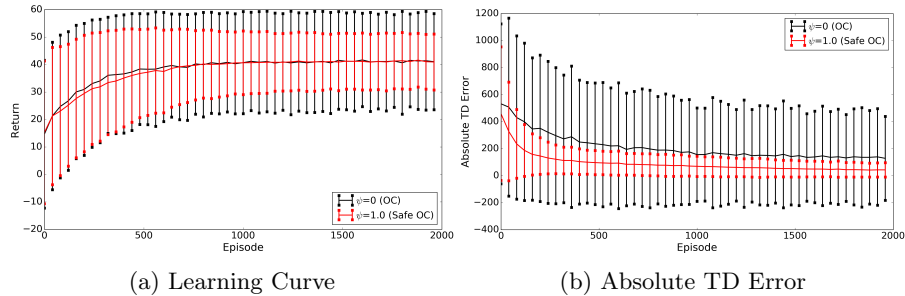 60
50
40
30
20
10
0
−10
−20
Return
0
500
1000
1500
2000
Episode
ψ=0 (OC)
ψ=1.0 (Safe OC)
(a) Learning Curve
1200
1000
800
600
400
200
0
−200
−400
Absolute TD Error
0
500
1000
1500
2000
Episode
ψ=0 (OC)
ψ=1.0 (Safe OC)
(b) Absolute TD Error